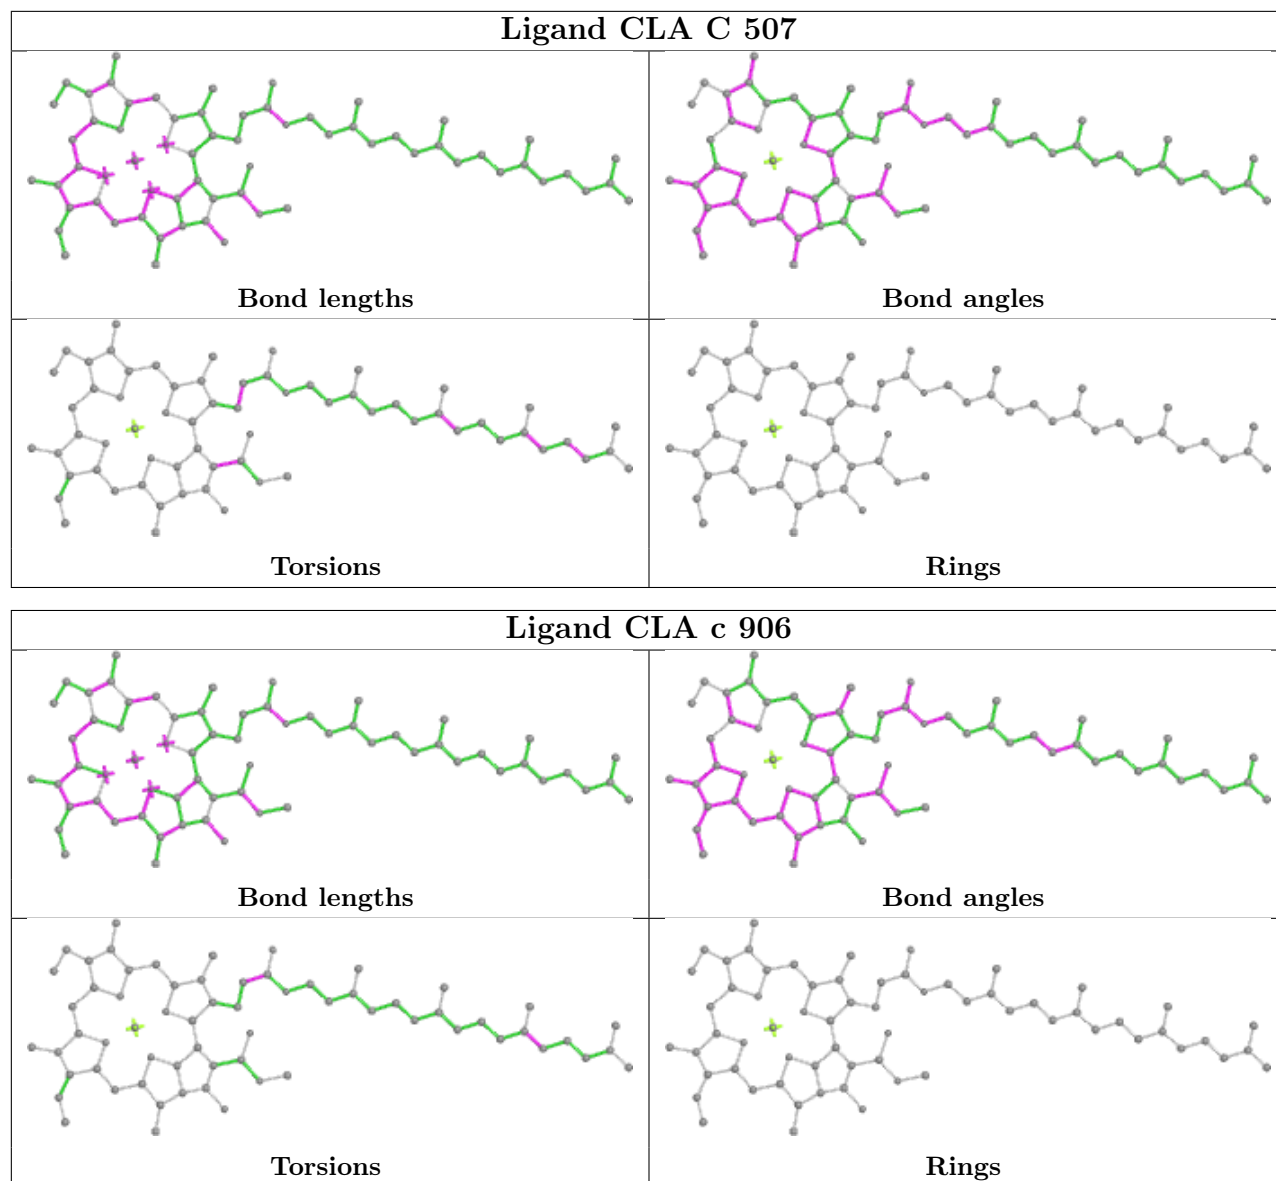 Ligand CLA C 507
Bond lengths
Bond angles
Torsions
Rings
Ligand CLA c 906
Bond lengths
Bond angles
Torsions
Rings